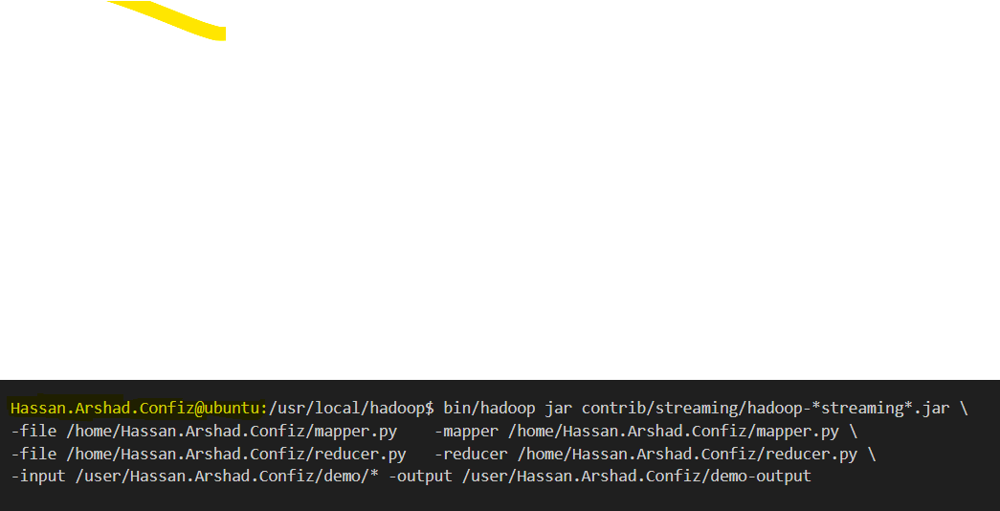 Hassan.Arshad.Confiz@ubuntu:/usr/local/hadoop$ bin/hadoop jar contrib/streaming/hadoop-*streaming*.jar \
-file /home/Hassan.Arshad.Confiz/mapper.py    -mapper /home/Hassan.Arshad.Confiz/mapper.py \
-file /home/Hassan.Arshad.Confiz/reducer.py   -reducer /home/Hassan.Arshad.Confiz/reducer.py \
-input /user/Hassan.Arshad.Confiz/demo/* -output /user/Hassan.Arshad.Confiz/demo-output